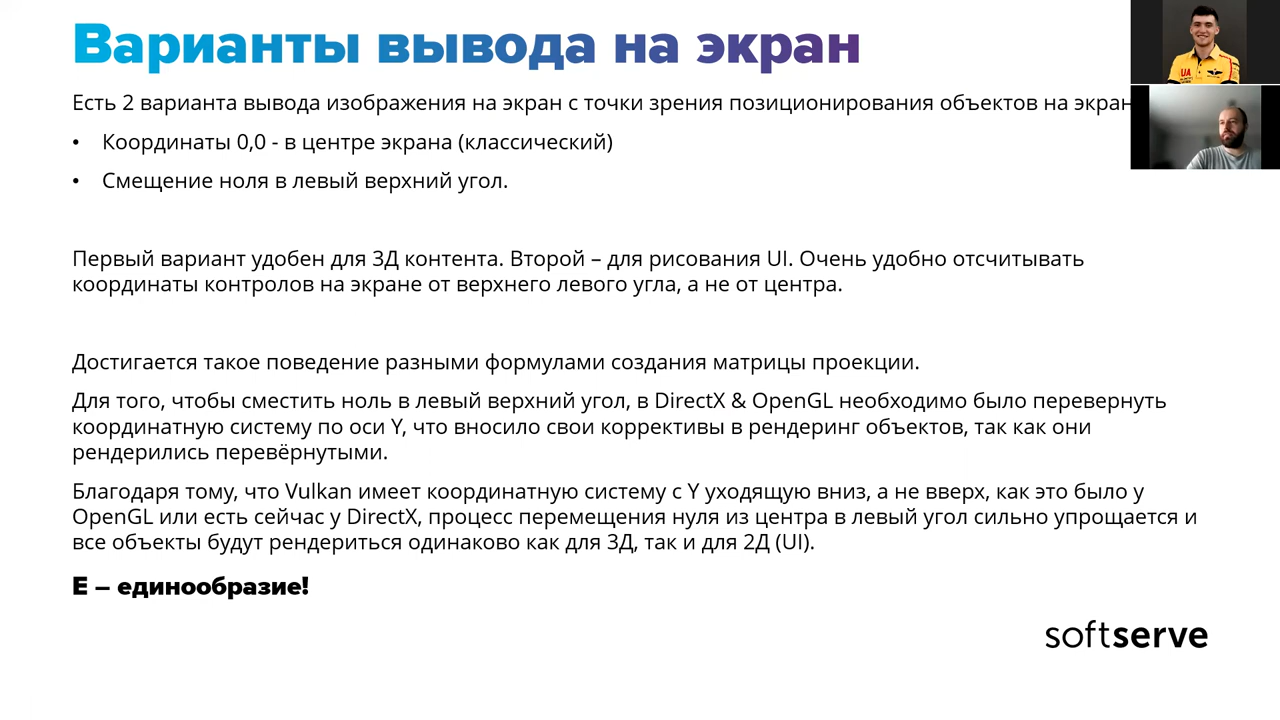 Варианты вывода на экран
Есть 2 варианта вывода изображения на экран с точки зрения позиционирования объектов на экран
• Координаты 0,0 - в центре экрана (классический)
• Смещение ноля в левый верхний угол.
Первый вариант удобен для 3Д контента. Второй – для рисования UI. Очень удобно отсчитывать
координаты контролов на экране от верхнего левого угла, а не от центра.
Достигается такое поведение разными формулами создания матрицы проекции.
Для того, чтобы сместить ноль в левый верхний угол, в DirectX & OpenGL необходимо было перевернуть
координатную систему по оси Y, что вносило свои коррективы в рендеринг объектов, так как они
рендерились перевёрнутыми.
Благодаря тому, что Vulkan имеет координатную систему с Y уходящую вниз, а не вверх, как это было у
OpenGL или есть сейчас у DirectX, процесс перемещения нуля из центра в левый угол сильно упрощается и
все объекты будут рендериться одинаково как для 3Д, так и для 2Д (UI).
Е – единообразие!
softserve
UA